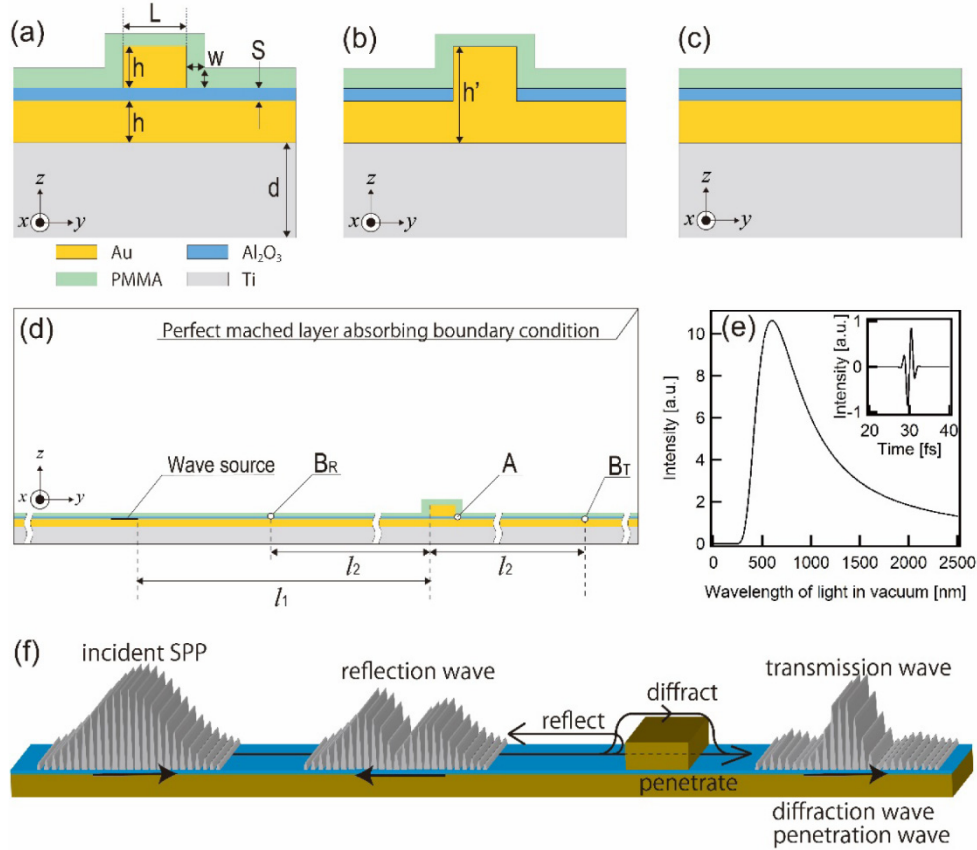 (a)
L
h
S
w
h
d
z
x
y
(b)
h'
z
x
y
(c)
z
x
y
Au
Al2O3
PMMA
Ti
(d)
Perfect mached layer absorbing boundary condition
z
x
y
Wave source
BR
A
BT
l2
l2
l1
(e)
Intensity [a.u.]
10
8
6
4
2
0
0 500 1000 1500 2000 2500
Wavelength of light in vacuum [nm]
Intensity [a.u.]
1
0
-1
20 30 40
Time [fs]
(f)
incident SPP
reflection wave
reflect
diffract
penetrate
transmission wave
diffraction wave
penetration wave